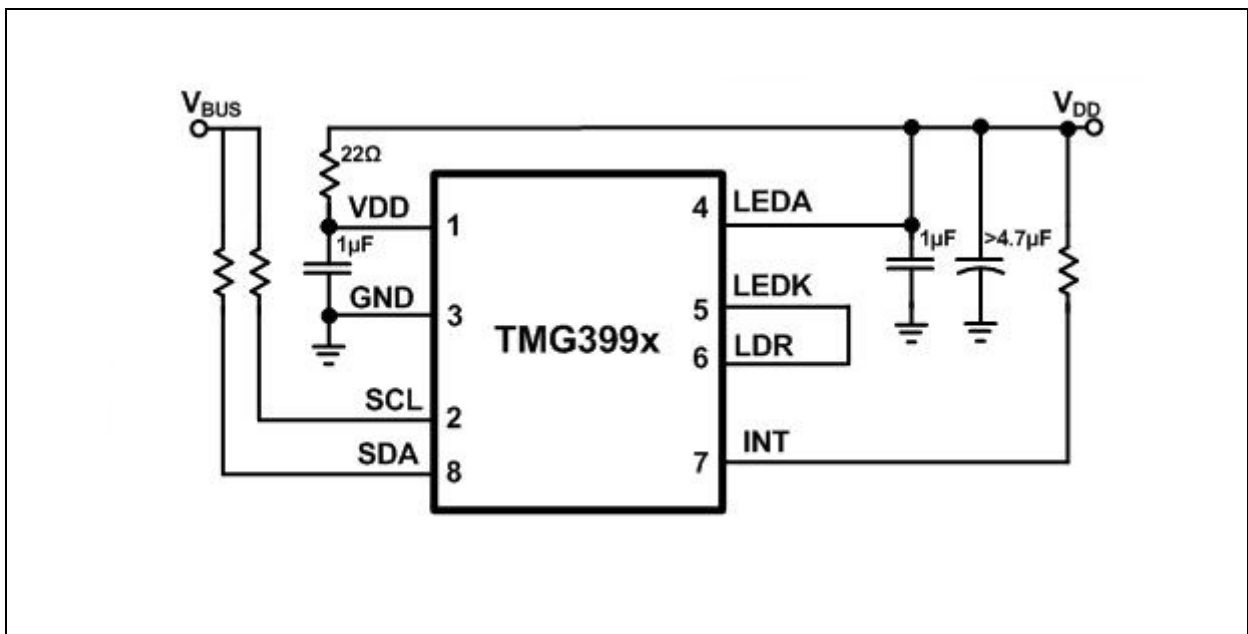 VBUS
VDD
22Ω
VDD
1
1µF
GND
3
SCL
2
SDA
8
TMG399x
4
LEDA
1µF
>4.7µF
LEDK
5
6
LDR
INT
7